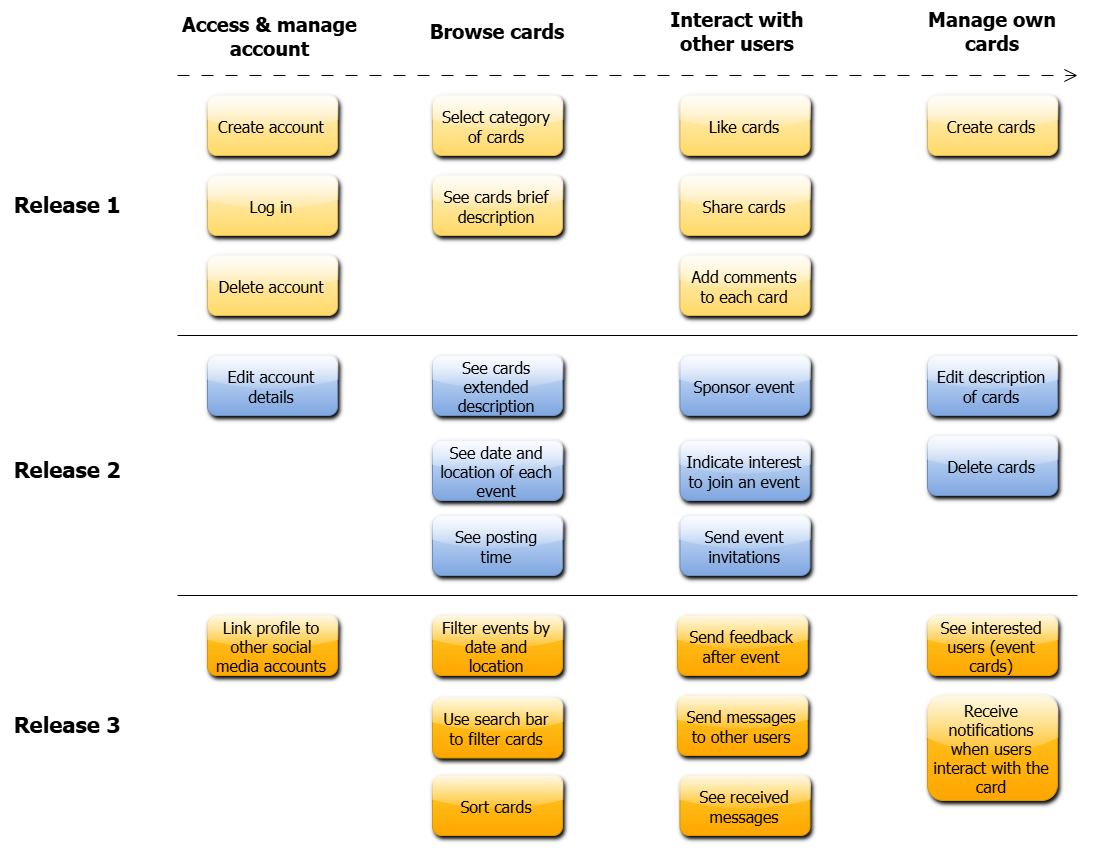 Access & manage
account
Browse cards
Interact with
other users
Manage own
cards
Release 1
Create account
Select category
of cards
Like cards
Create cards
Log in
See cards brief
description
Share cards
Delete account
Add comments
to each card
Release 2
Edit account
details
See cards
extended
description
Sponsor event
Edit description
of cards
See date and
location of each
event
Indicate interest
to join an event
Delete cards
See posting
time
Send event
invitations
Release 3
Link profile to
other social
media accounts
Filter events by
date and
location
Send feedback
after event
See interested
users (event
cards)
Use search bar
to filter cards
Send messages
to other users
Receive
notifications
when users
interact with the
card
Sort cards
See received
messages